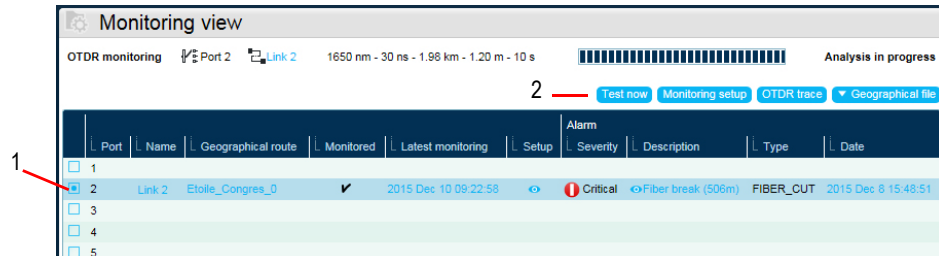 Monitoring view
OTDR monitoring Port 2 Link 2 1650 nm - 30 ns - 1.98 km - 1.20 m - 10 s Analysis in progress
2
Test now Monitoring setup OTDR trace Geographical file
Alarm
Port Name Geographical route Monitored Latest monitoring Setup Severity Description Type Date
1
1
2 Link 2 Etoile_Congres_0 2015 Dec 10 09:22:58 Critical Fiber break (506m) FIBER_CUT 2015 Dec 8 15:48:51
3
4
5